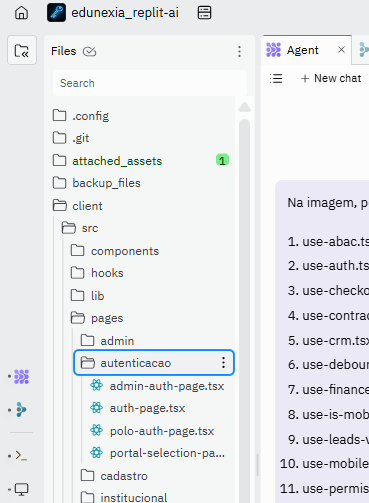 edunexia_replit-ai
Files
Search
.config
.git
attached_assets 1
backup_files
client
src
components
hooks
lib
pages
admin
autenticacao
admin-auth-page.tsx
auth-page.tsx
polo-auth-page.tsx
portal-selection-pa...
cadastro
institucional
Agent
+ New chat
Na imagem, p
1. use-abac.ts
2. use-auth.ts
3. use-checko
4. use-contra
5. use-crm.tsx
6. use-debour
7. use-finance
8. use-is-mob
9. use-leads-v
10. use-mobile
11. use-permis